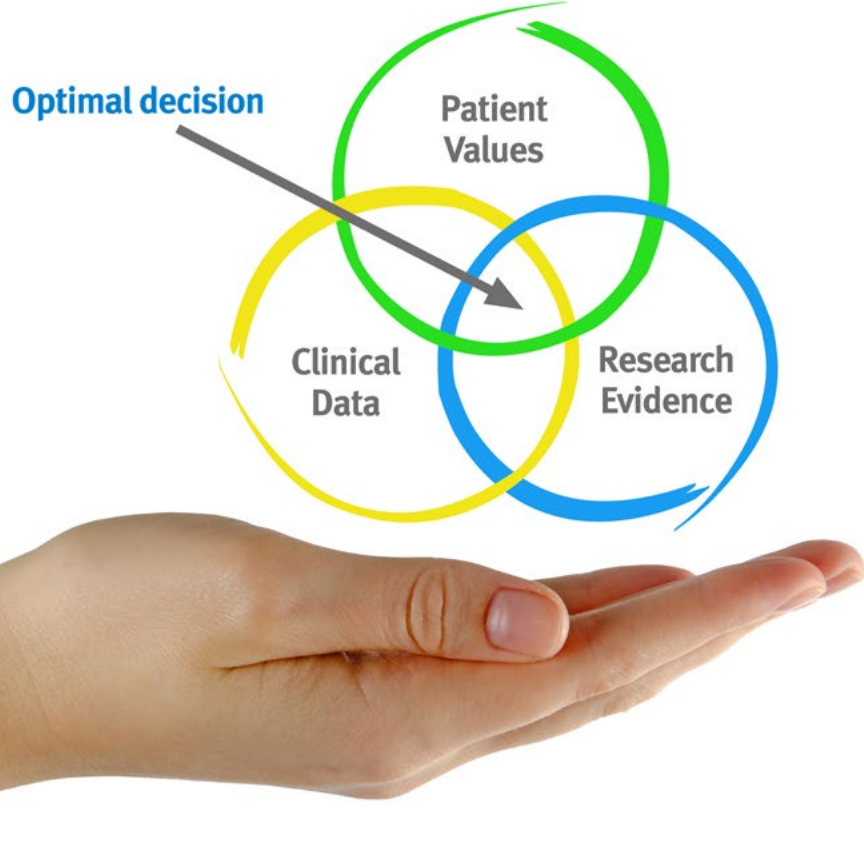 Optimal decision
Patient
Values
Clinical
Data
Research
Evidence